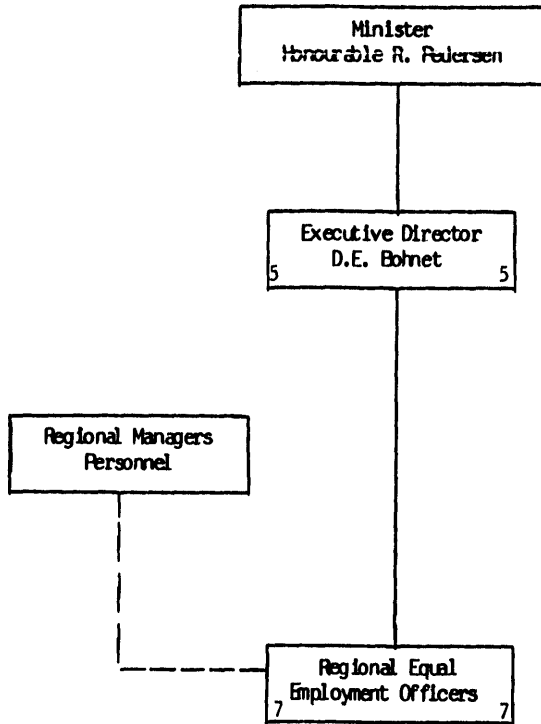 Minister
Honourable R. Pedersen
Executive Director
D.E. Bohnet
5 5
Regional Managers
Personnel
Regional Equal
Employment Officers
7 7